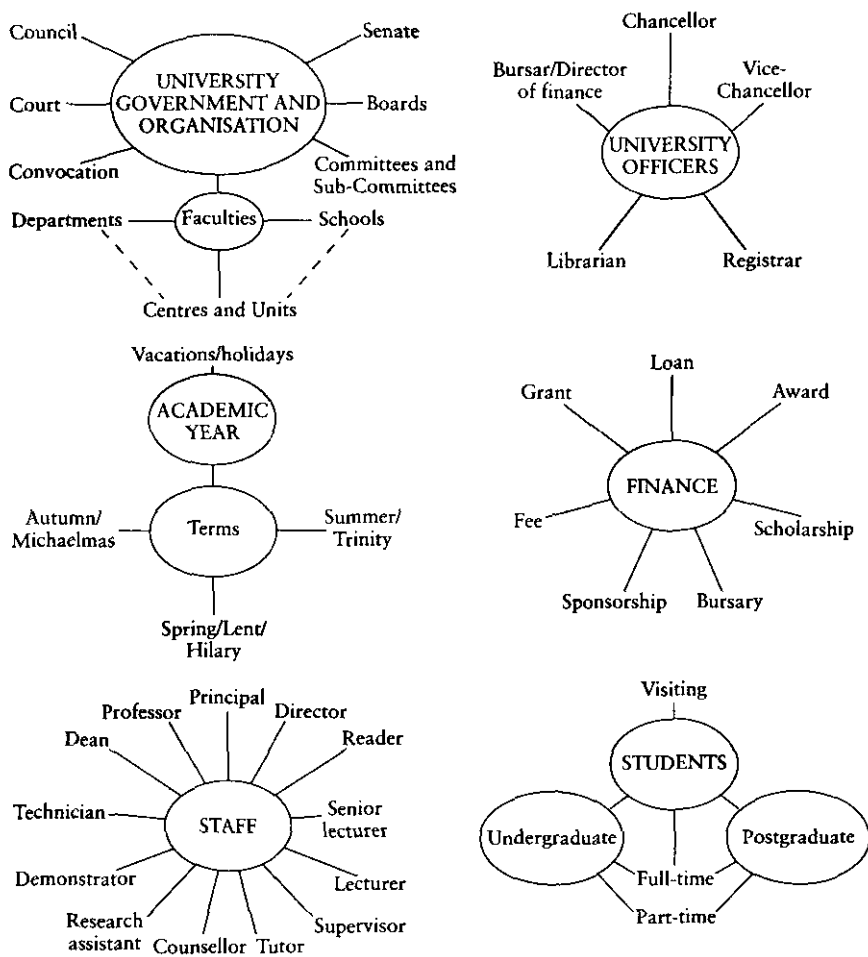 Council
Senate
UNIVERSITY
GOVERNMENT AND
ORGANISATION
Court
Boards
Convocation
Committees and
Sub-Committees
Departments
Faculties
Schools
Centres and Units
Chancellor
Bursar/Director
of finance
Vice-
Chancellor
UNIVERSITY
OFFICERS
Librarian
Registrar
Vacations/holidays
ACADEMIC
YEAR
Autumn/
Michaelmas
Terms
Summer/
Trinity
Spring/Lent/
Hilary
Loan
Grant
Award
FINANCE
Fee
Scholarship
Sponsorship
Bursary
Principal
Professor
Director
Dean
Reader
Technician
STAFF
Senior
lecturer
Demonstrator
Lecturer
Research
assistant
Counsellor
Tutor
Supervisor
Visiting
STUDENTS
Undergraduate
Postgraduate
Full-time
Part-time